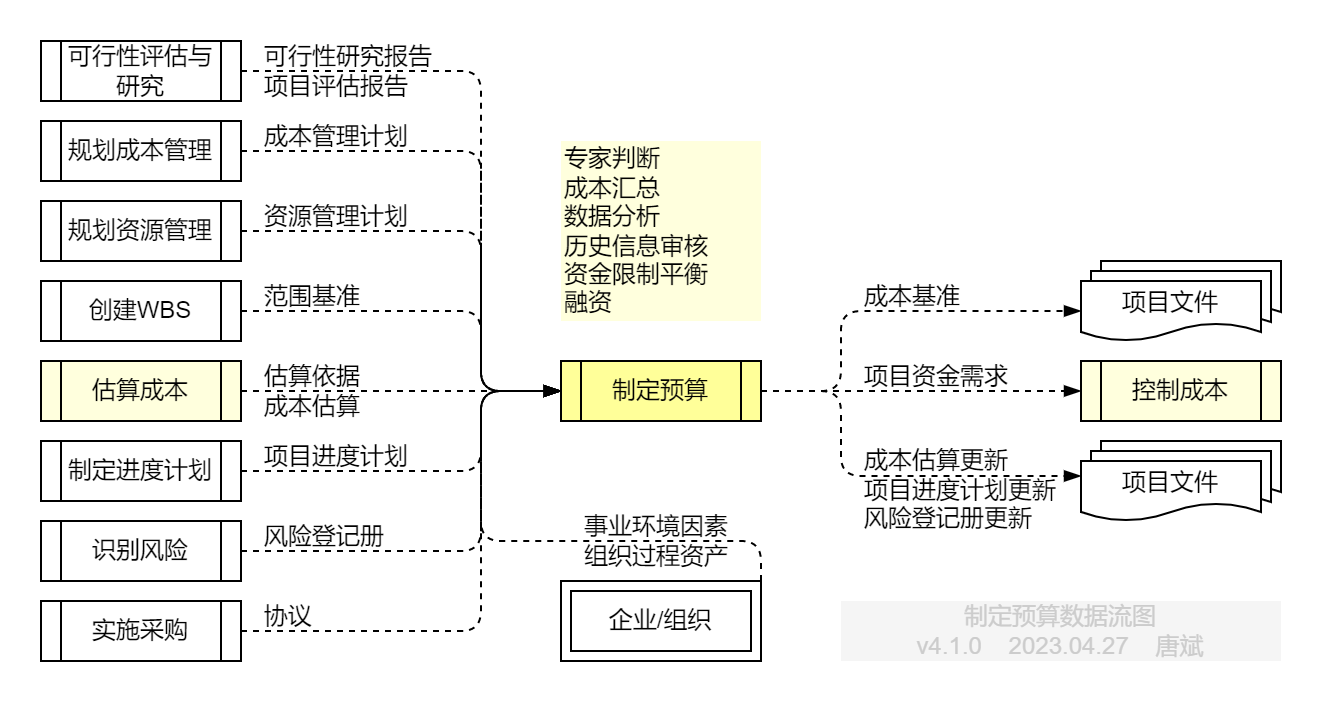 可行性评估与
研究
可行性研究报告
项目评估报告
规划成本管理
成本管理计划
规划资源管理
资源管理计划
创建WBS
范围基准
估算成本
估算依据
成本估算
制定进度计划
项目进度计划
识别风险
风险登记册
实施采购
协议
专家判断
成本汇总
数据分析
历史信息审核
资金限制平衡
融资
制定预算
事业环境因素
组织过程资产
企业/组织
成本基准
项目文件
项目资金需求
控制成本
成本估算更新
项目进度计划更新
风险登记册更新
项目文件
制定预算数据流图
v4.1.0 2023.04.27 唐斌